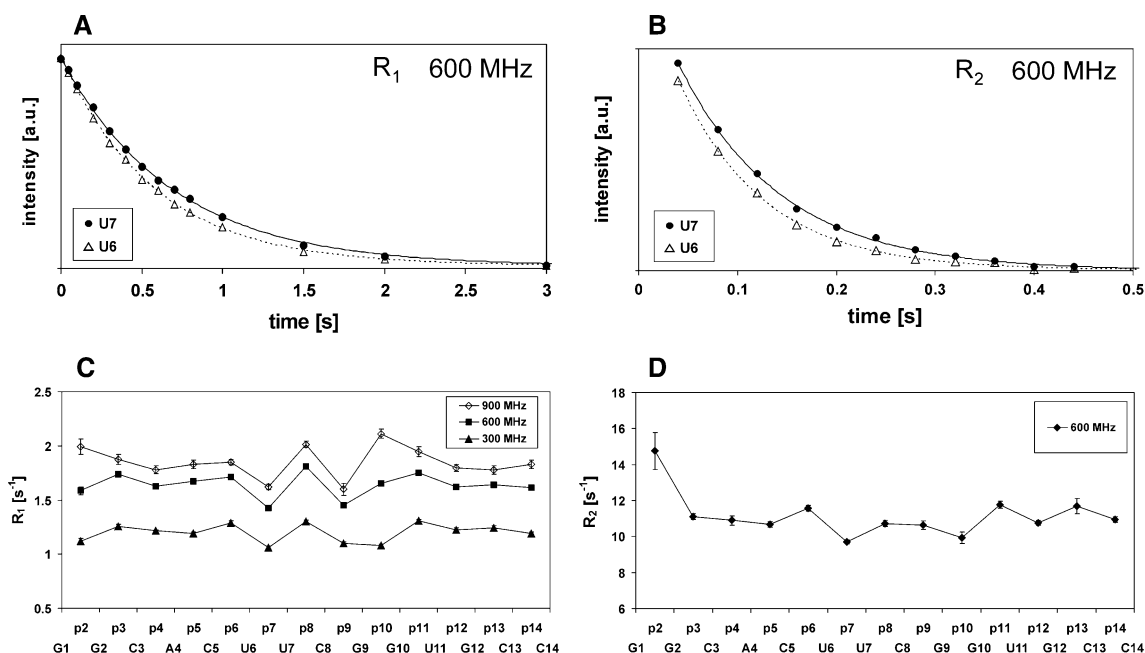 A
R1 600 MHz
intensity [a.u.]
U7
U6
0 0.5 1 1.5 2 2.5 3
time [s]
B
R2 600 MHz
intensity [a.u.]
U7
U6
0 0.1 0.2 0.3 0.4 0.5
time [s]
C
2.5
2
1.5
1
0.5
R1 [s-1]
900 MHz
600 MHz
300 MHz
p2 p3 p4 p5 p6 p7 p8 p9 p10 p11 p12 p13 p14
G1 G2 C3 A4 C5 U6 U7 C8 G9 G10 U11 G12 C13 C14
D
18
16
14
12
10
8
6
R2 [s-1]
600 MHz
p2 p3 p4 p5 p6 p7 p8 p9 p10 p11 p12 p13 p14
G1 G2 C3 A4 C5 U6 U7 C8 G9 G10 U11 G12 C13 C14